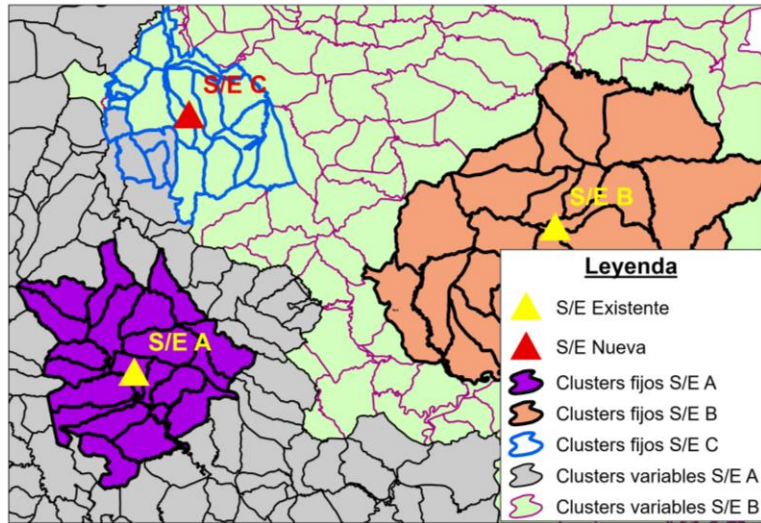 S/E C
S/E B
S/E A
Leyenda
S/E Existente
S/E Nueva
Clusters fijos S/E A
Clusters fijos S/E B
Clusters fijos S/E C
Clusters variables S/E A
Clusters variables S/E B